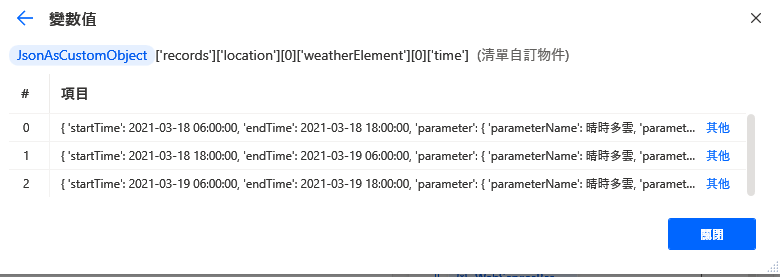 變數值
JsonAsCustomObject ['records']['location'][0]['weatherElement'][0]['time'] (清單自訂物件)
# 項目
0 { 'startTime': 2021-03-18 06:00:00, 'endTime': 2021-03-18 18:00:00, 'parameter': { 'parameterName': 晴時多雲, 'paramet... 其他
1 { 'startTime': 2021-03-18 18:00:00, 'endTime': 2021-03-19 06:00:00, 'parameter': { 'parameterName': 晴時多雲, 'paramet... 其他
2 { 'startTime': 2021-03-19 06:00:00, 'endTime': 2021-03-19 18:00:00, 'parameter': { 'parameterName': 晴時多雲, 'paramet... 其他
關閉